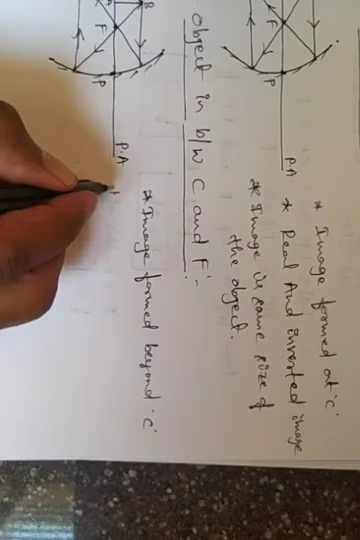 B
F
P
P.A
F
P
P.A
* Image formed at 'C'
* Real And inverted image
* Image is same size of
the object.
object in b/w C and F :-
* Image formed beyond 'C'